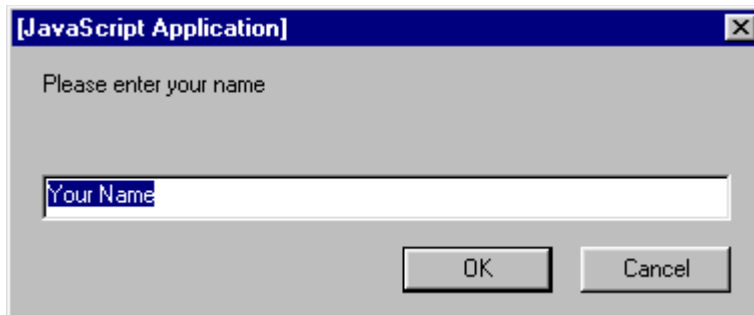 [JavaScript Application]
Please enter your name
Your Name
OK Cancel